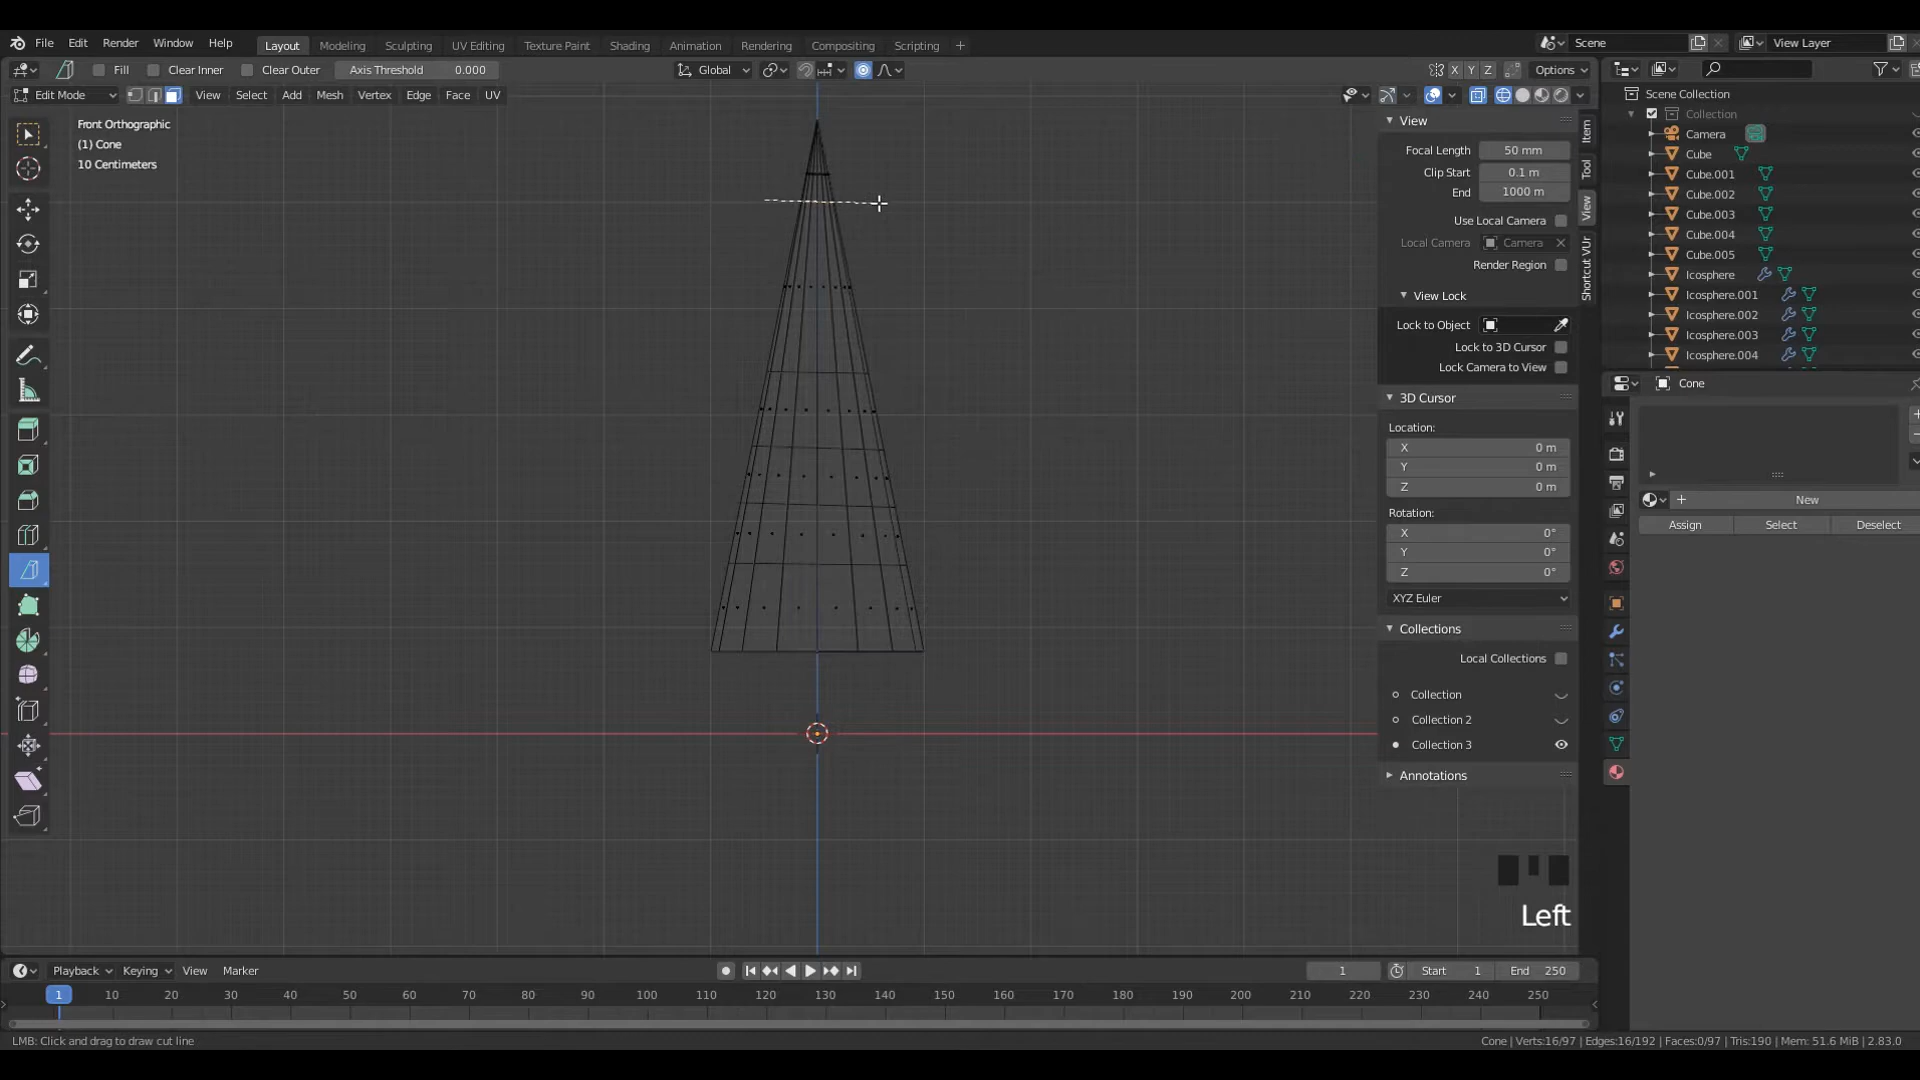 File Edit Render Window Help Layout Modeling Sculpting UV Editing Texture Paint Shading Animation Rendering Compositing Scripting + Scene View Layer
Fill Clear Inner Clear Outer Axis Threshold 0.000 Global X Y Z Options
Edit Mode View Select Add Mesh Vertex Edge Face UV
Front Orthographic
(1) Cone
10 Centimeters
View
Focal Length 50 mm
Clip Start 0.1 m
End 1000 m
Use Local Camera
Local Camera Camera
Render Region
View Lock
Lock to Object
Lock to 3D Cursor
Lock Camera to View
3D Cursor
Location:
X 0 m
Y 0 m
Z 0 m
Rotation:
X 0°
Y 0°
Z 0°
XYZ Euler
Collections
Local Collections
Collection
Collection 2
Collection 3
Annotations
Item
Tool
View
Shortcut VUr
Scene Collection
Collection
Camera
Cube
Cube.001
Cube.002
Cube.003
Cube.004
Cube.005
Icosphere
Icosphere.001
Icosphere.002
Icosphere.003
Icosphere.004
Cone
New
Assign Select Deselect
Left
Playback Keying View Marker 1 Start 1 End 250
1 10 20 30 40 50 60 70 80 90 100 110 120 130 140 150 160 170 180 190 200 210 220 230 240 250
LMB: Click and drag to draw cut line
Cone | Verts:16/97 | Edges:16/192 | Faces:0/97 | Tris:190 | Mem: 51.6 MiB | 2.83.0